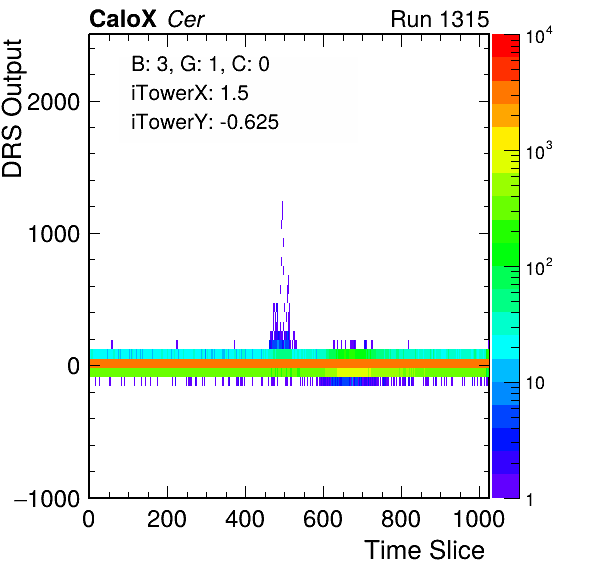 CaloX Cer Run 1315
B: 3, G: 1, C: 0
iTowerX: 1.5
iTowerY: -0.625
DRS Output
2000
1000
0
−1000
0 200 400 600 800 1000
Time Slice
10^4
10^3
10^2
10
1